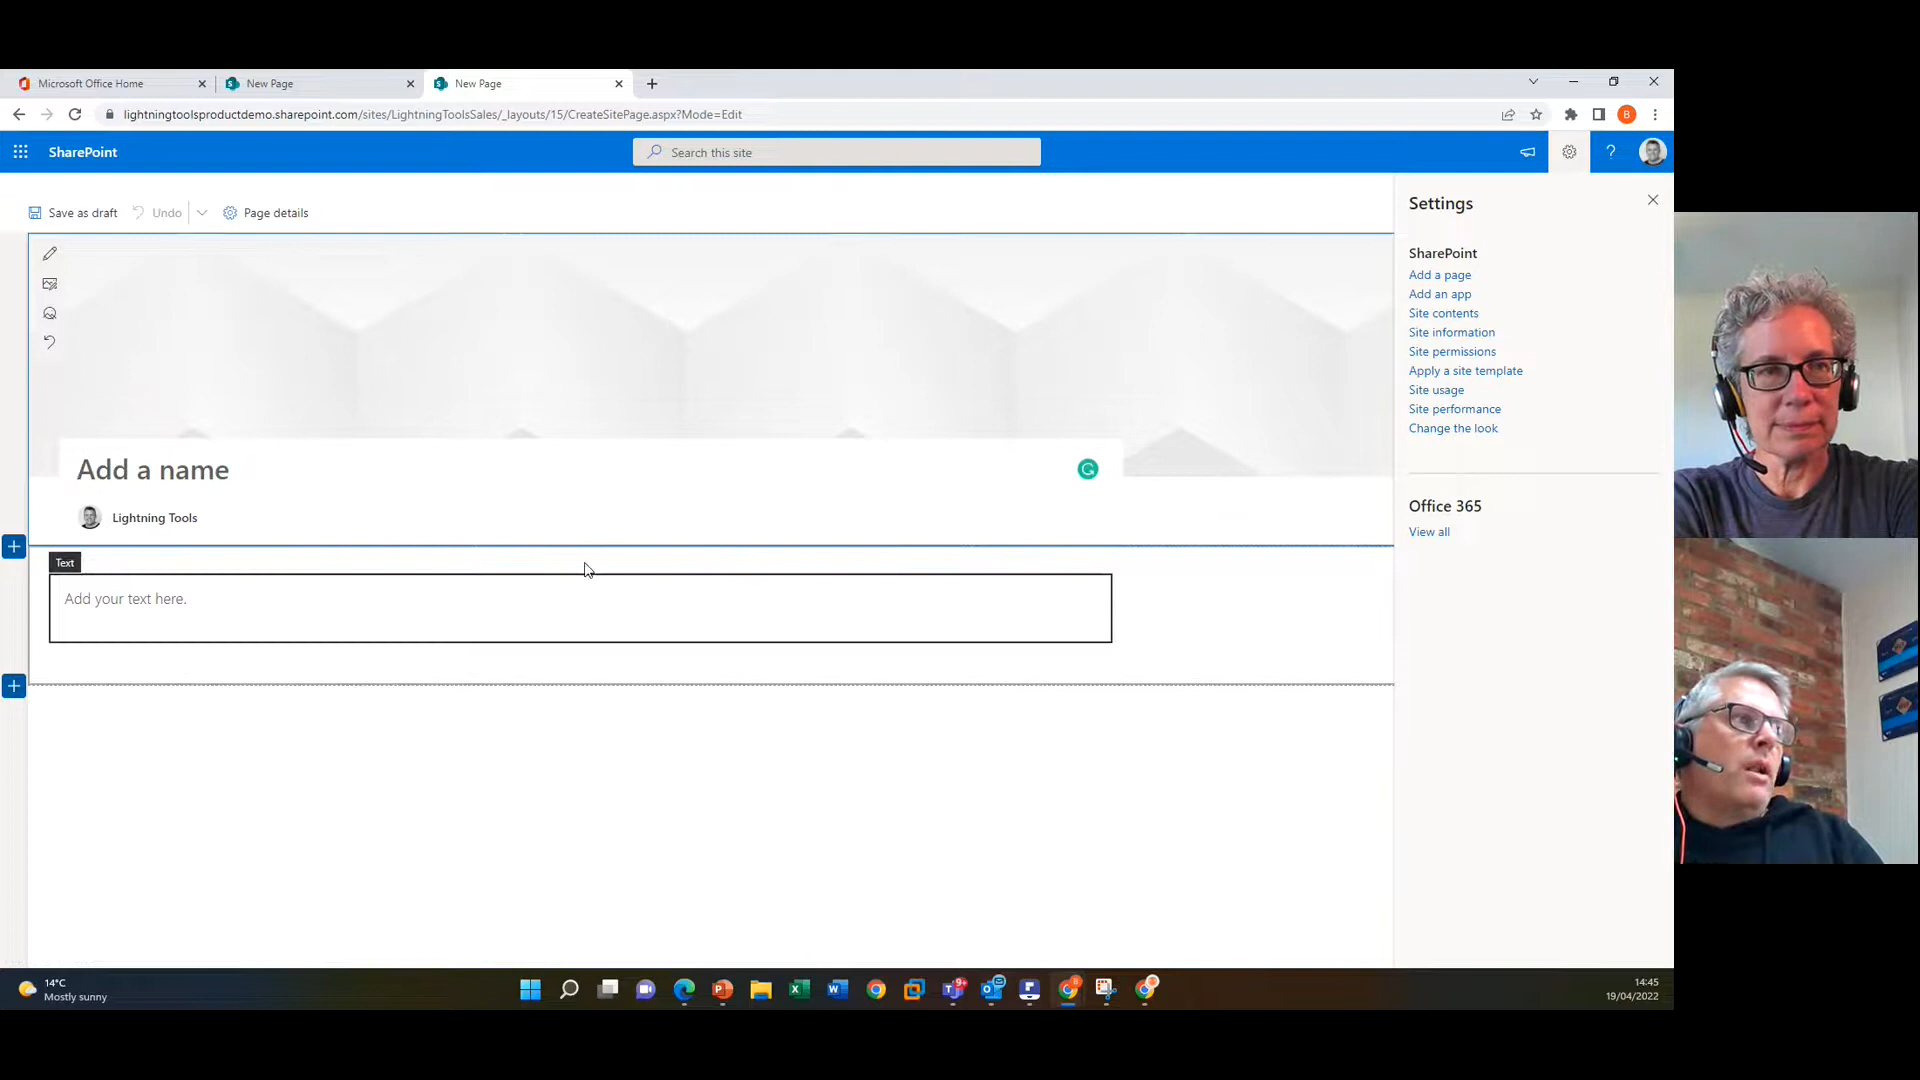 Microsoft Office Home
New Page
New Page
lightningtoolsproductdemo.sharepoint.com/sites/LightningToolsSales/_layouts/15/CreateSitePage.aspx?Mode=Edit
B
SharePoint
Search this site
?
Save as draft
Undo
Page details
Settings
SharePoint
Add a page
Add an app
Site contents
Site information
Site permissions
Apply a site template
Site usage
Site performance
Change the look
Office 365
View all
Add a name
Lightning Tools
Text
Add your text here.
14°C
Mostly sunny
14:45
19/04/2022